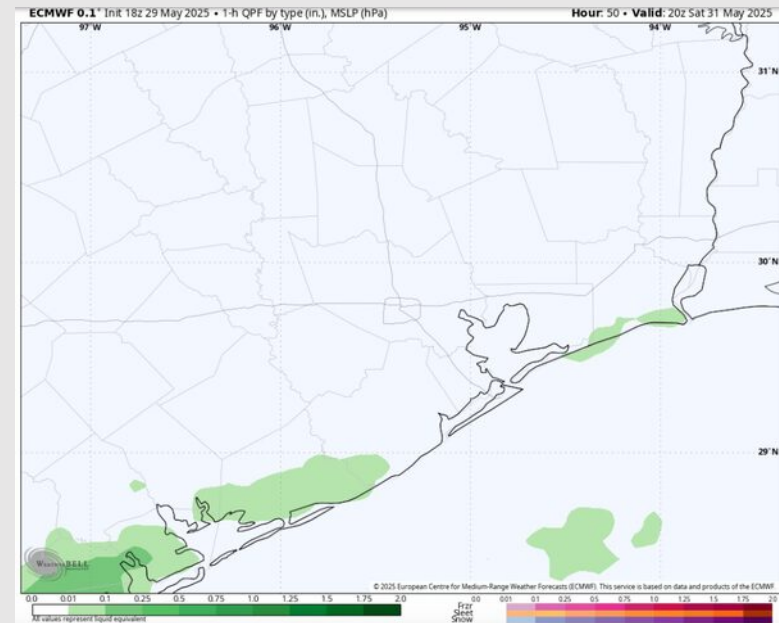 ECMWF 0.1° Init 18z 29 May 2025 • 1-h QPF by type (in.), MSLP (hPa) Hour: 50 • Valid: 20z Sat 31 May 2025
97°W 96°W 95°W 94°W
31°N
30°N
29°N
WeatherBELL
© 2025 European Centre for Medium-Range Weather Forecasts (ECMWF). This service is based on data and products of the ECMWF
0.0 0.01 0.1 0.25 0.5 0.75 1.0 1.25 1.5 1.75 2.0
0.0 0.01 0.1 0.25 0.5 0.75 1.0 1.25 1.5 1.75 2.0
All values represent liquid equivalent
Frzr
Sleet
Snow